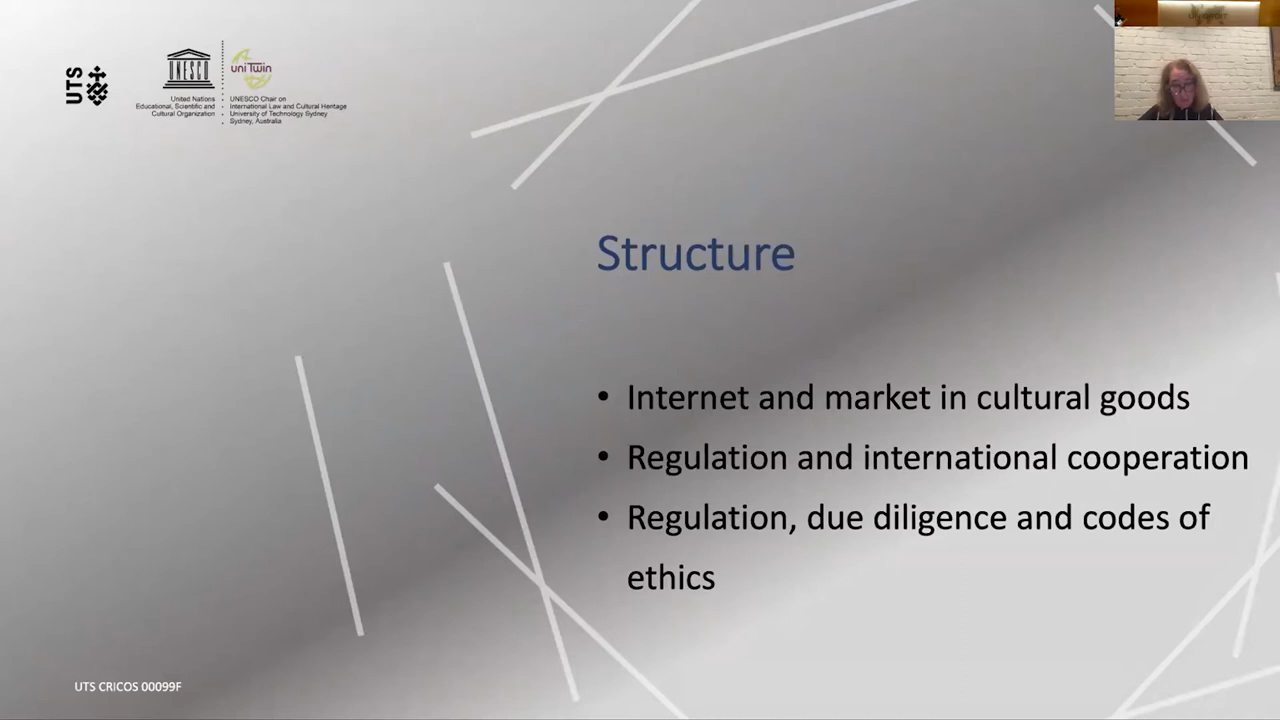 UTS
UNESCO
uni Twin
United Nations
Educational, Scientific and
Cultural Organization
UNESCO Chair on
International Law and Cultural Heritage
University of Technology Sydney
Sydney, Australia
Structure
• Internet and market in cultural goods
• Regulation and international cooperation
• Regulation, due diligence and codes of
ethics
UTS CRICOS 00099F